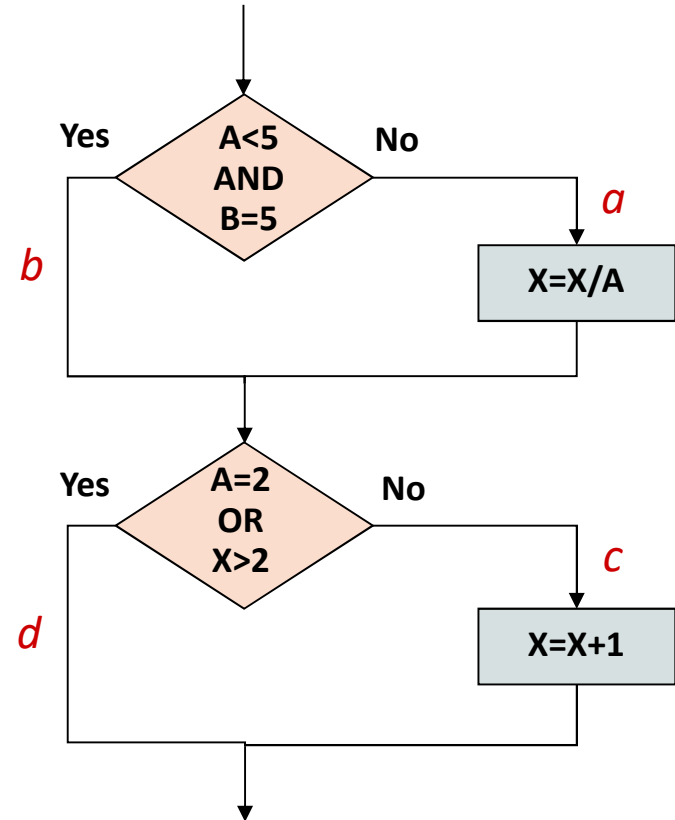 Yes
A<5
AND
B=5
No
a
b
X=X/A
Yes
A=2
OR
X>2
No
c
d
X=X+1